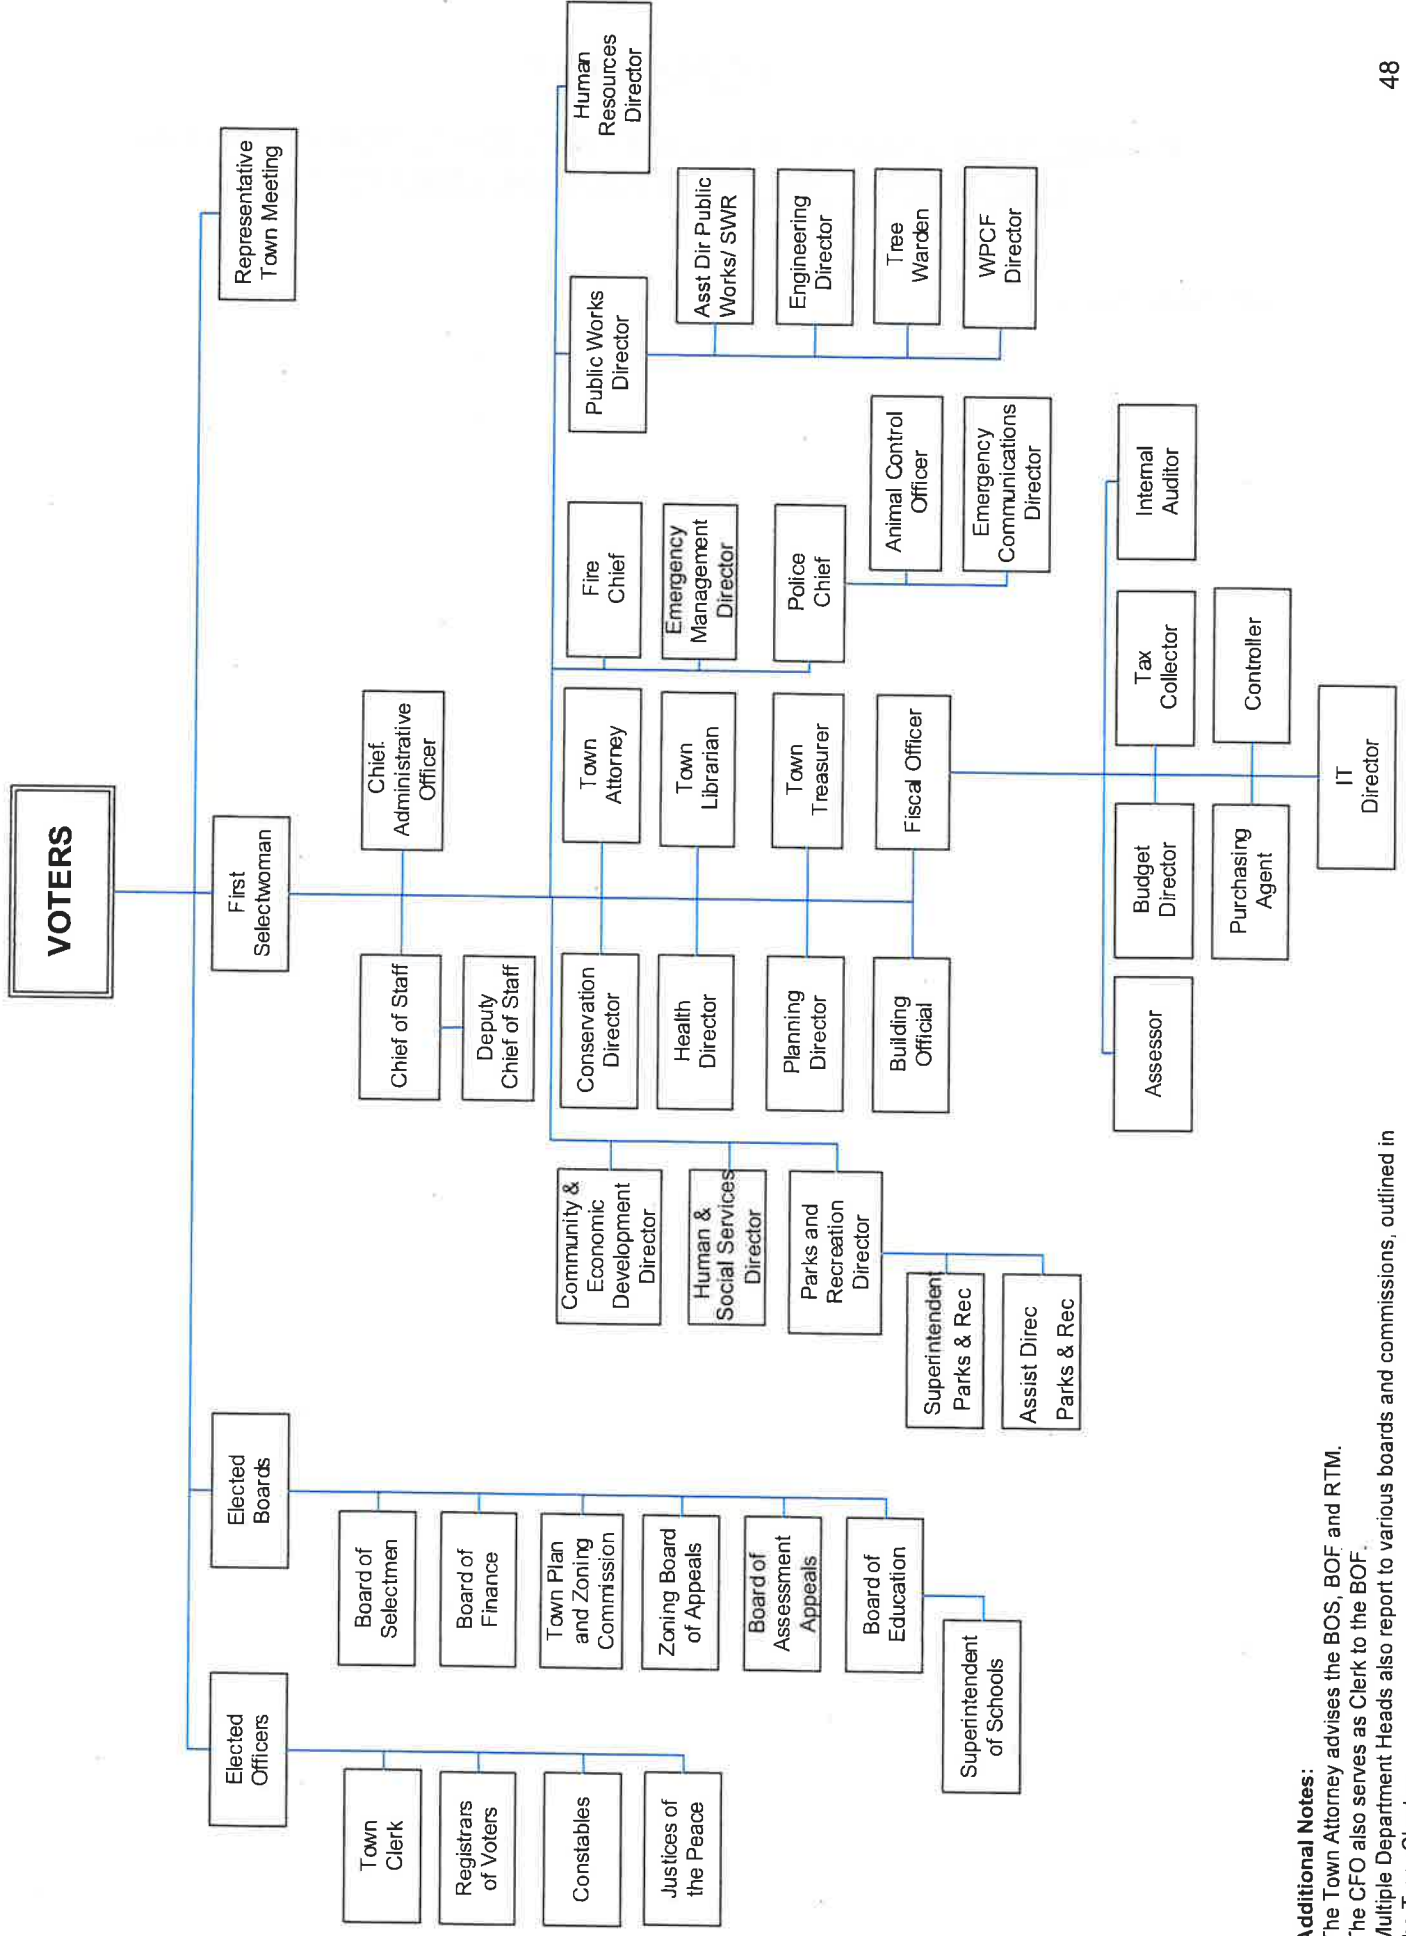 VOTERS
Elected
Officers
Elected
Boards
First
Selectwoman
Representative
Town Meeting
Town
Clerk
Registrars
of Voters
Constables
Justices of
the Peace
Board of
Selectmen
Board of
Finance
Town Plan
and Zoning
Commission
Zoning Board
of Appeals
Board of
Assessment
Appeals
Board of
Education
Superintendent
of Schools
Chief of Staff
Deputy
Chief of Staff
Chief.
Administrative
Officer
Community &
Economic
Development
Director
Human &
Social Services
Director
Parks and
Recreation
Director
Superintendent
Parks & Rec
Assist Direc
Parks & Rec
Conservation
Director
Health
Director
Planning
Director
Building
Official
Town
Attorney
Town
Librarian
Town
Treasurer
Fiscal Officer
Fire
Chief
Emergency
Management
Director
Police
Chief
Animal Control
Officer
Emergency
Communications
Director
Public Works
Director
Asst Dir Public
Works/ SWR
Engineering
Director
Tree
Warden
WPCF
Director
Human
Resources
Director
Assessor
Budget
Director
Tax
Collector
Internal
Auditor
Purchasing
Agent
Controller
IT
Director
Additional Notes:
The Town Attorney advises the BOS, BOF and RTM.
The CFO also serves as Clerk to the BOF.
Multiple Department Heads also report to various boards and commissions, outlined in
48